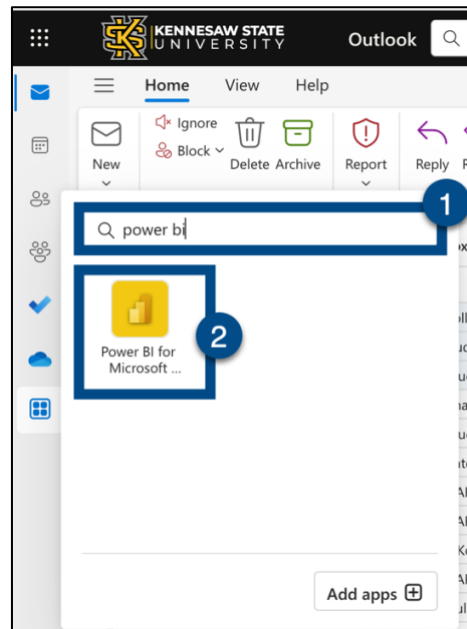 KENNESAW STATE
UNIVERSITY
Outlook
Home View Help
Ignore
Block
New Delete Archive Report Reply
1
power bi
2
Power BI for
Microsoft ...
Add apps